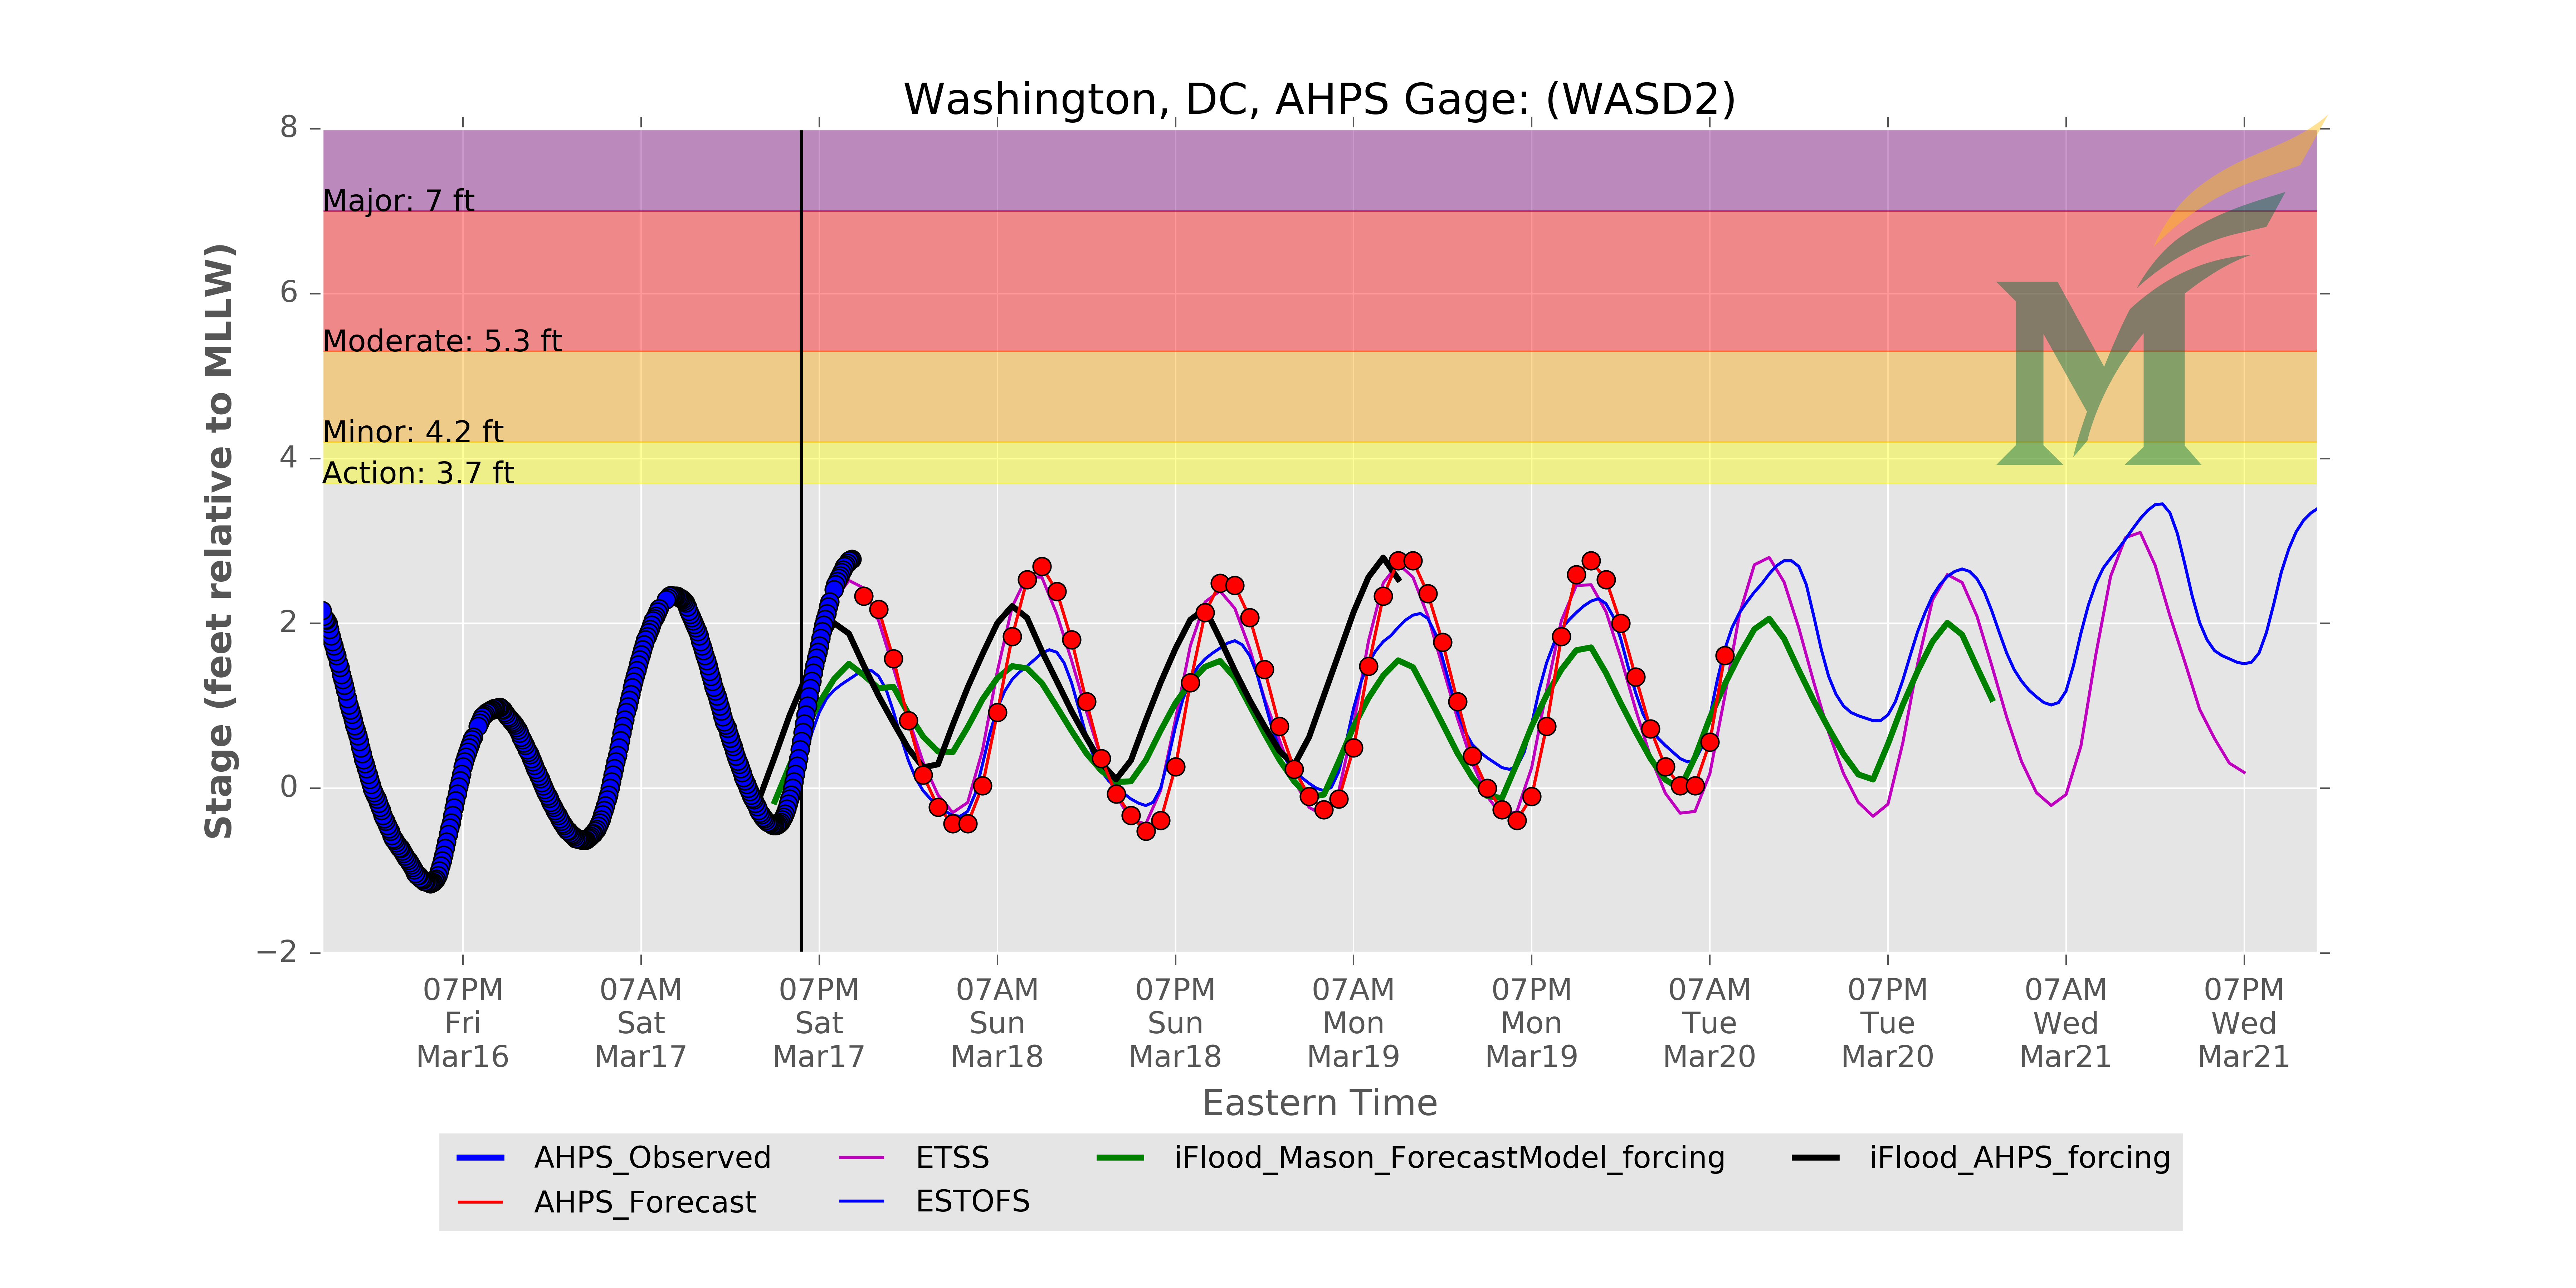 Washington, DC, AHPS Gage: (WASD2)
8
Major: 7 ft
6
Moderate: 5.3 ft
Minor: 4.2 ft
4
Action: 3.7 ft
2
0
−2
Stage (feet relative to MLLW)
07PM 07AM 07PM 07AM 07PM 07AM 07PM 07AM 07PM 07AM 07PM
Fri Sat Sat Sun Sun Mon Mon Tue Tue Wed Wed
Mar16 Mar17 Mar17 Mar18 Mar18 Mar19 Mar19 Mar20 Mar20 Mar21 Mar21
Eastern Time
AHPS_Observed ETSS iFlood_Mason_ForecastModel_forcing iFlood_AHPS_forcing
AHPS_Forecast ESTOFS
M